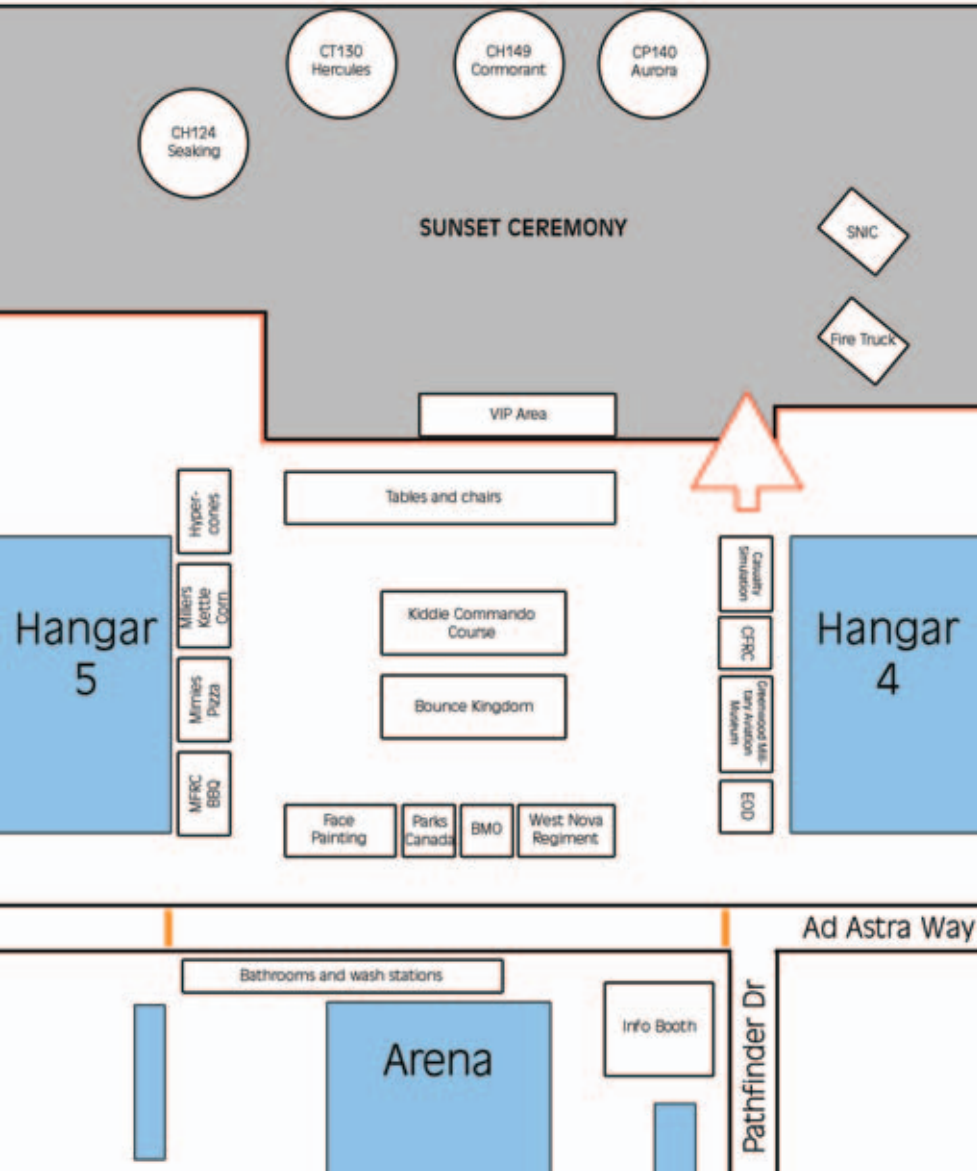 CT130
Hercules
CH149
Cormorant
CP140
Aurora
CH124
Seaking
SUNSET CEREMONY
SNIC
Fire Truck
VIP Area
Tables and chairs
Hyper-
cones
Millers
Kettle
Corn
Mimies
Pizza
MFRC
BBQ
Hangar
5
Kiddie Commando
Course
Bounce Kingdom
Casualty
Simulation
CFRC
Greenwood Mili-
tary Aviation
Museum
EOD
Hangar
4
Face
Painting
Parks
Canada
BMO
West Nova
Regiment
Ad Astra Way
Bathrooms and wash stations
Arena
Info Booth
Pathfinder Dr